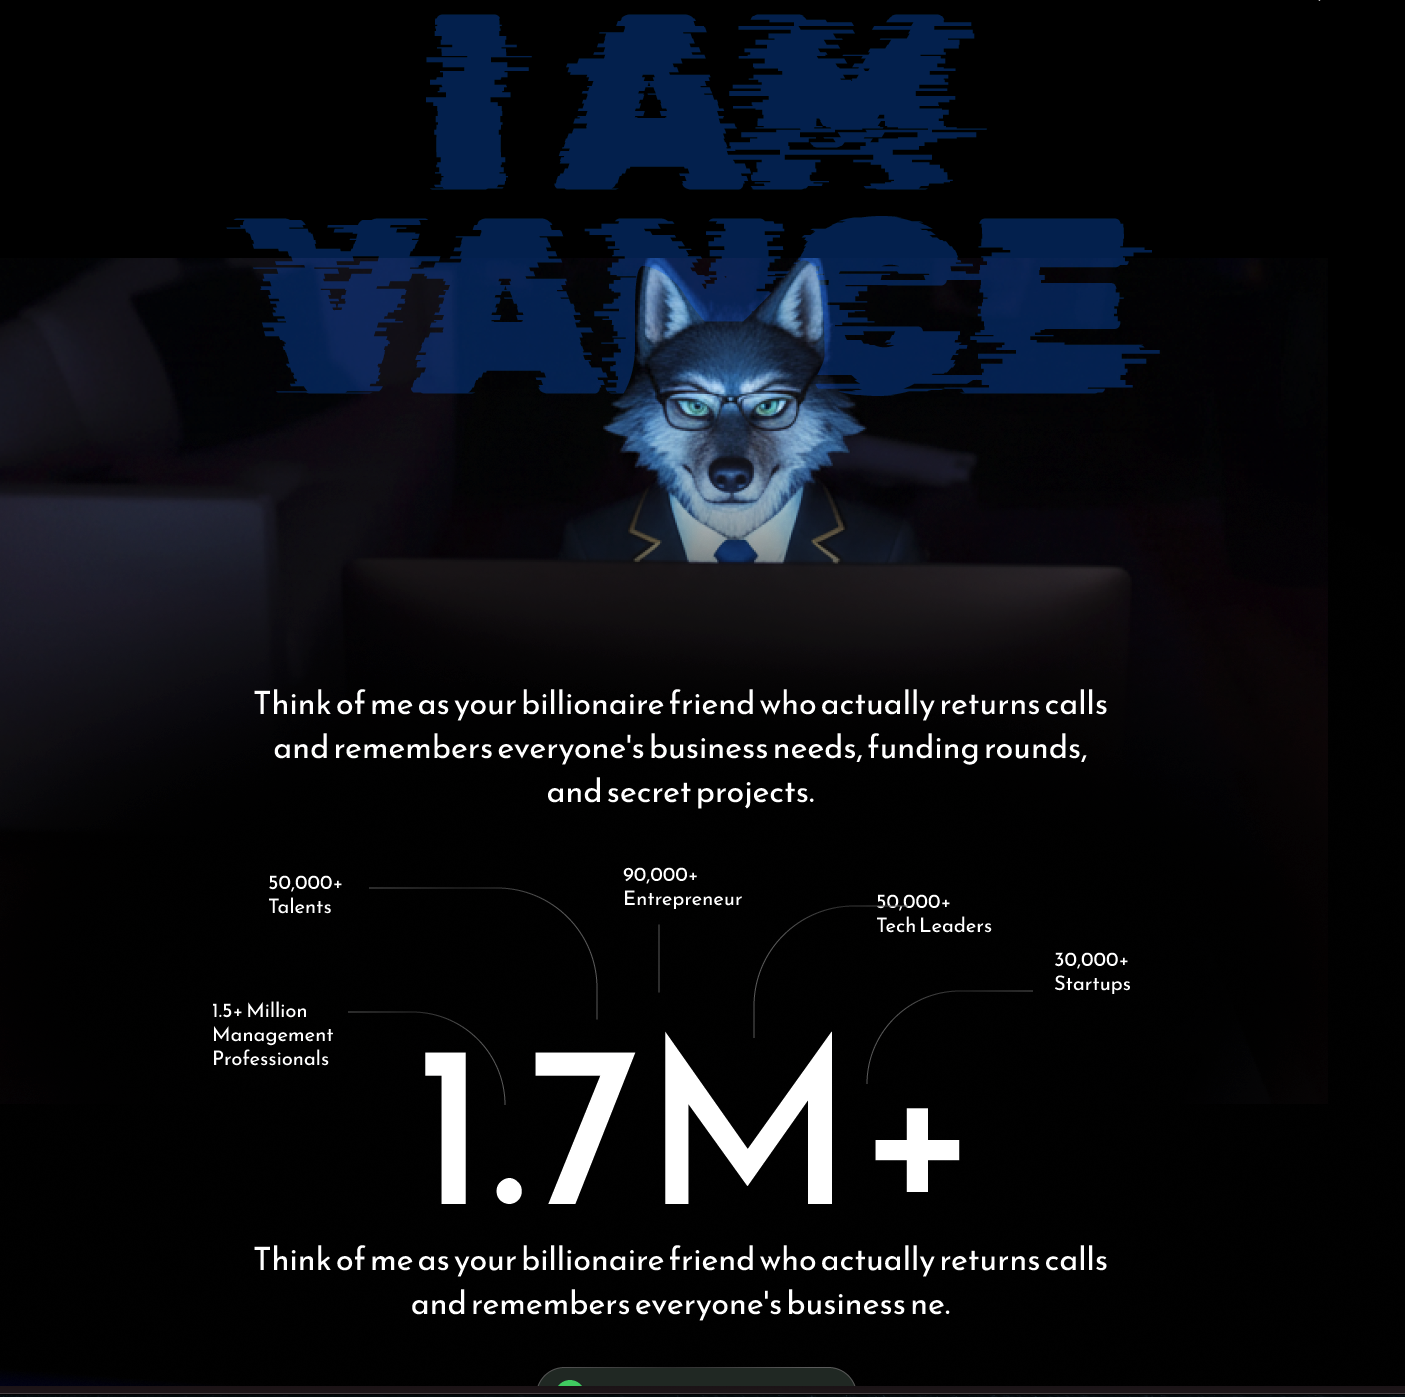 I AM
VANCE
Think of me as your billionaire friend who actually returns calls
and remembers everyone's business needs, funding rounds,
and secret projects.
50,000+
Talents
90,000+
Entrepreneur
50,000+
Tech Leaders
30,000+
Startups
1.5+ Million
Management
Professionals
1.7M+
Think of me as your billionaire friend who actually returns calls
and remembers everyone's business ne.